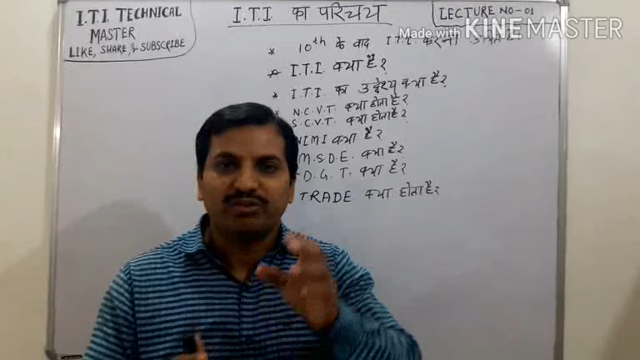 I.T.I TECHNICAL
MASTER
LIKE, SHARE, & SUBSCRIBE
I.T.I का परिचय
LECTURE NO-01
Made with KINEMASTER
* 10th के बाद I.T.I. करना
* I.T.I. क्या है?
* I.T.I. का उद्देश्य क्या है?
* N.C.V.T. क्या होता है?
S.C.V.T. क्या होता है?
NIMI क्या है?
M.S.D.E. क्या है?
D.G.T. क्या है?
TRADE क्या होता है?